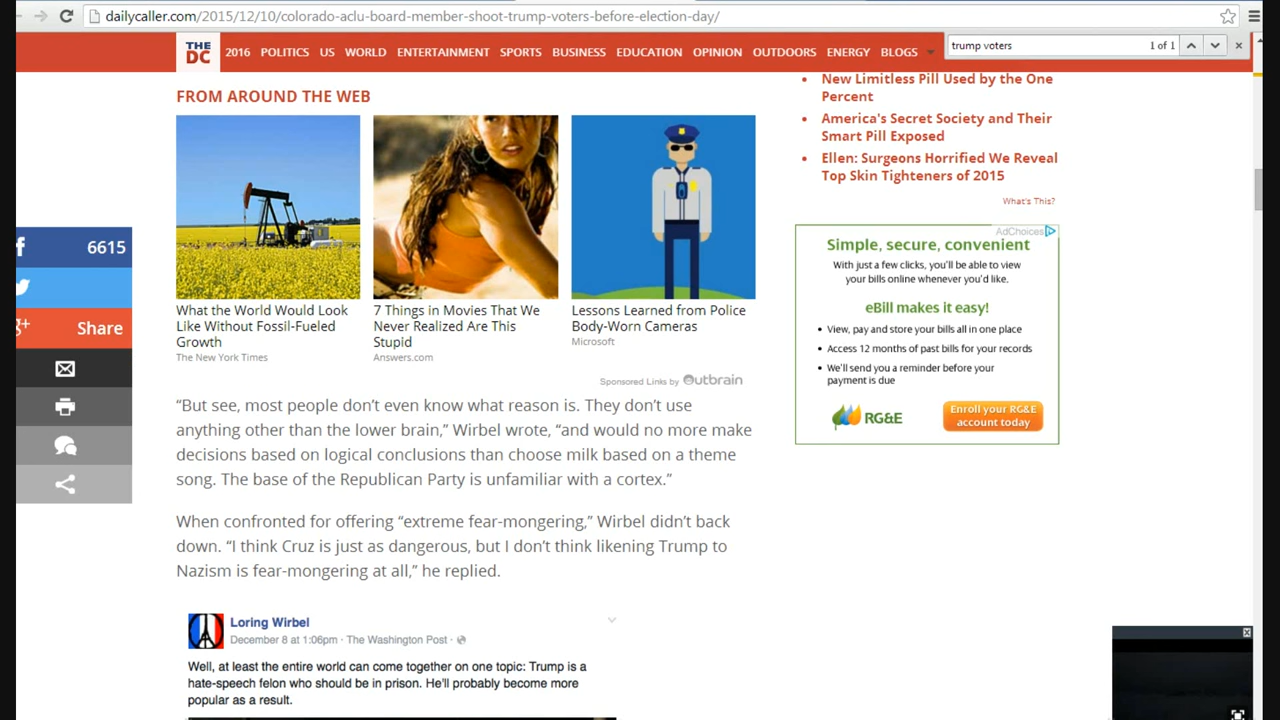 dailycaller.com/2015/12/10/colorado-aclu-board-member-shoot-trump-voters-before-election-day/
THE DC
2016 POLITICS US WORLD ENTERTAINMENT SPORTS BUSINESS EDUCATION OPINION OUTDOORS ENERGY BLOGS
trump voters 1 of 1
FROM AROUND THE WEB
What the World Would Look
Like Without Fossil-Fueled
Growth
The New York Times
7 Things in Movies That We
Never Realized Are This
Stupid
Answers.com
Lessons Learned from Police
Body-Worn Cameras
Microsoft
Sponsored Links by Outbrain
New Limitless Pill Used by the One
Percent
America's Secret Society and Their
Smart Pill Exposed
Ellen: Surgeons Horrified We Reveal
Top Skin Tighteners of 2015
What's This?
AdChoices
Simple, secure, convenient
With just a few clicks, you'll be able to view
your bills online whenever you'd like.
eBill makes it easy!
• View, pay and store your bills all in one place
• Access 12 months of past bills for your records
• We'll send you a reminder before your
payment is due
RG&E
Enroll your RG&E
account today
f 6615
g+ Share
“But see, most people don’t even know what reason is. They don’t use
anything other than the lower brain,” Wirbel wrote, “and would no more make
decisions based on logical conclusions than choose milk based on a theme
song. The base of the Republican Party is unfamiliar with a cortex.”
When confronted for offering “extreme fear-mongering,” Wirbel didn’t back
down. “I think Cruz is just as dangerous, but I don’t think likening Trump to
Nazism is fear-mongering at all,” he replied.
Loring Wirbel
December 8 at 1:06pm · The Washington Post ·
Well, at least the entire world can come together on one topic: Trump is a
hate-speech felon who should be in prison. He'll probably become more
popular as a result.